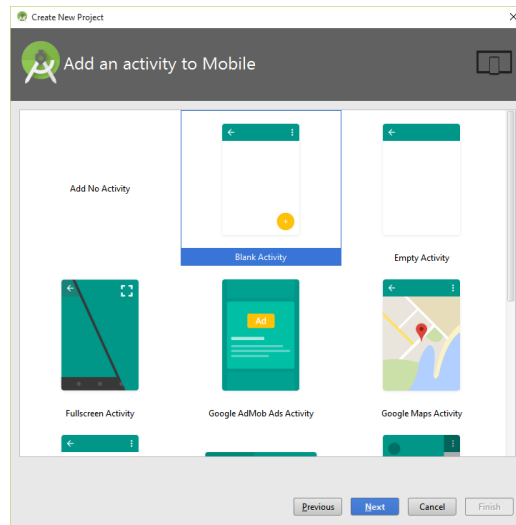 Create New Project
Add an activity to Mobile
Add No Activity
Blank Activity
Empty Activity
Ad
Fullscreen Activity
Google AdMob Ads Activity
Google Maps Activity
Previous
Next
Cancel
Finish